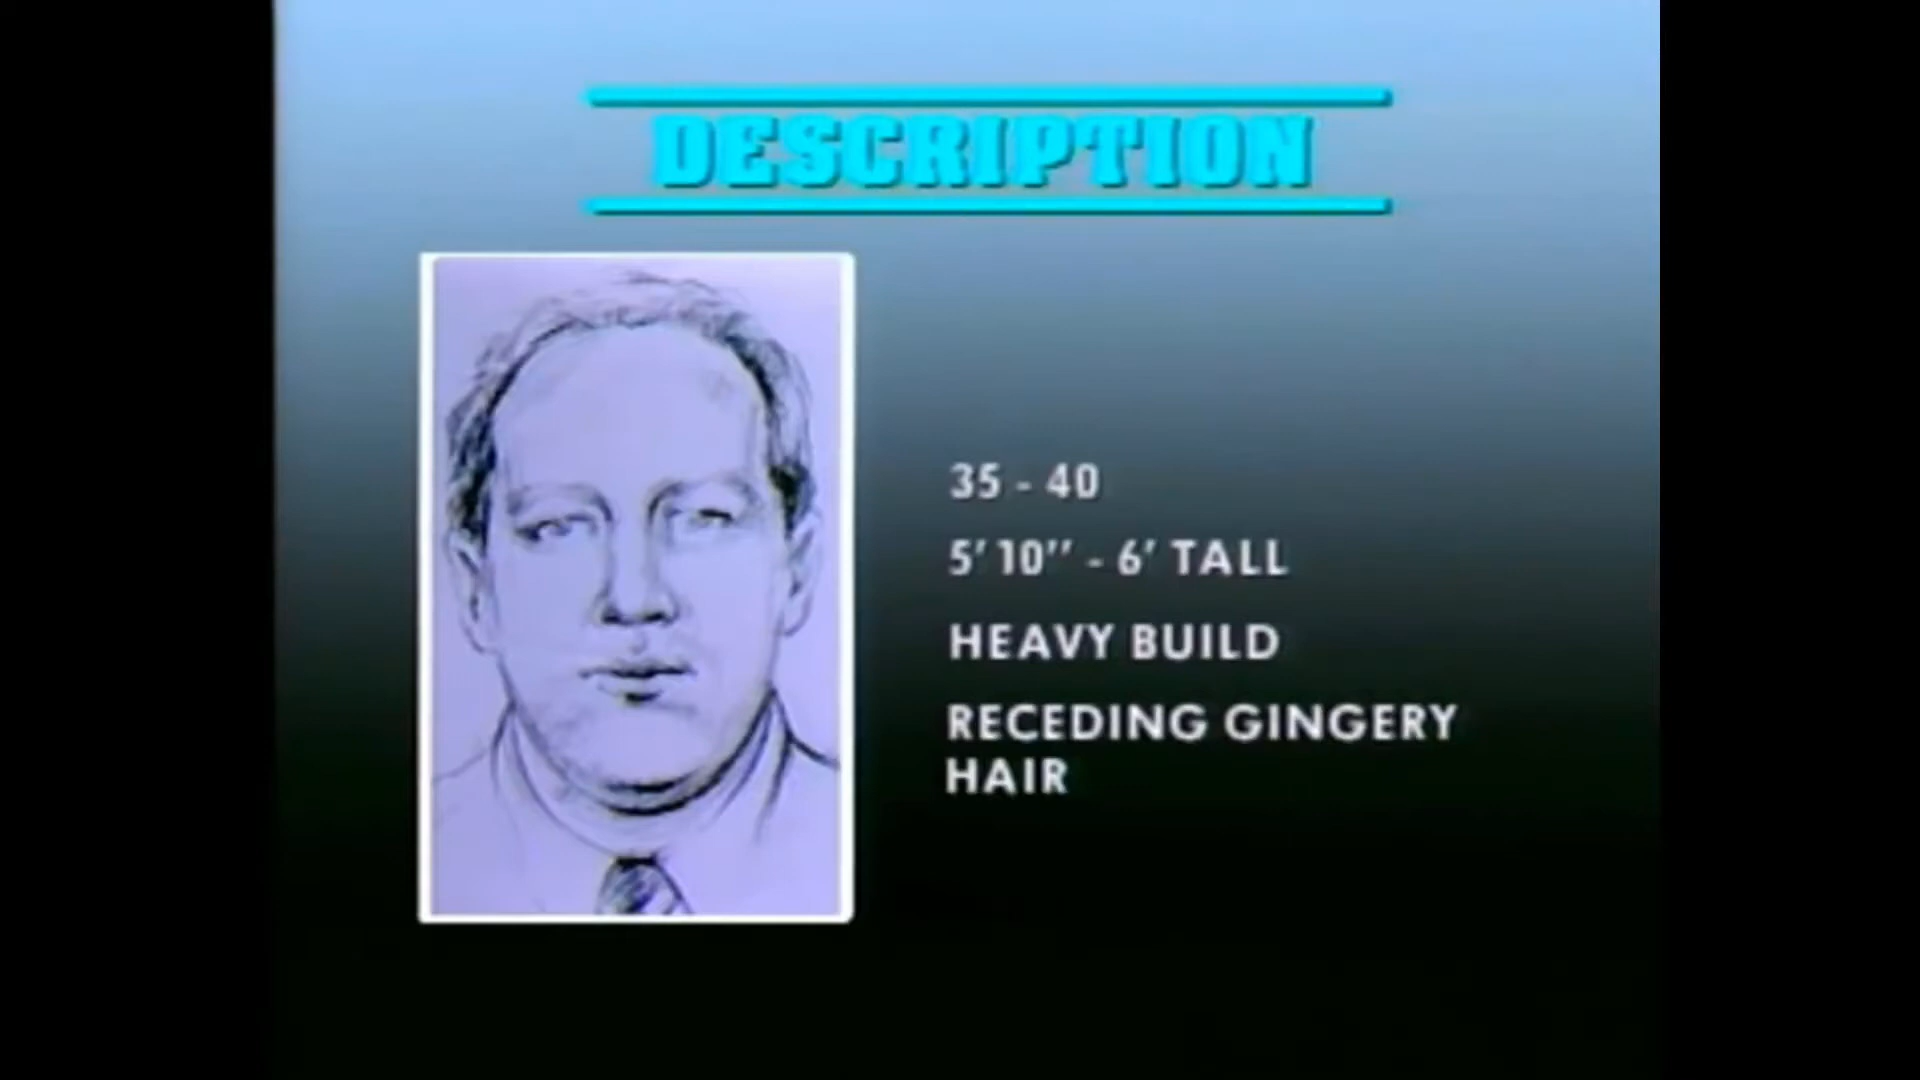 DESCRIPTION
35 - 40
5' 10" - 6' TALL
HEAVY BUILD
RECEDING GINGERY
HAIR